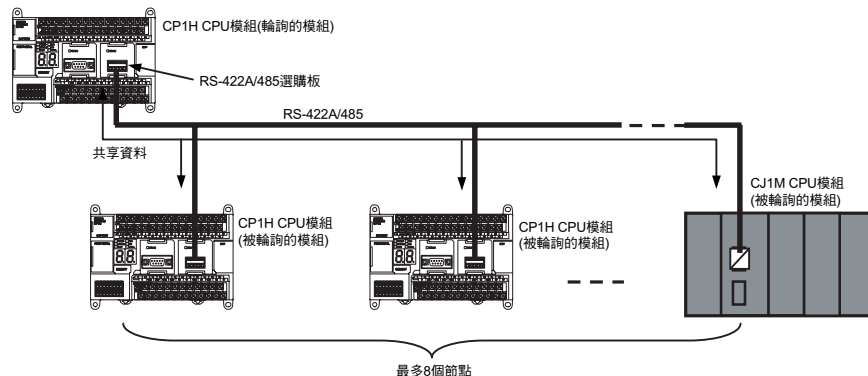 CP1H CPU模組(輪詢的模組)
RS-422A/485選購板
RS-422A/485
共享資料
CP1H CPU模組
(被輪詢的模組)
CP1H CPU模組
(被輪詢的模組)
CJ1M CPU模組
(被輪詢的模組)
最多8個節點